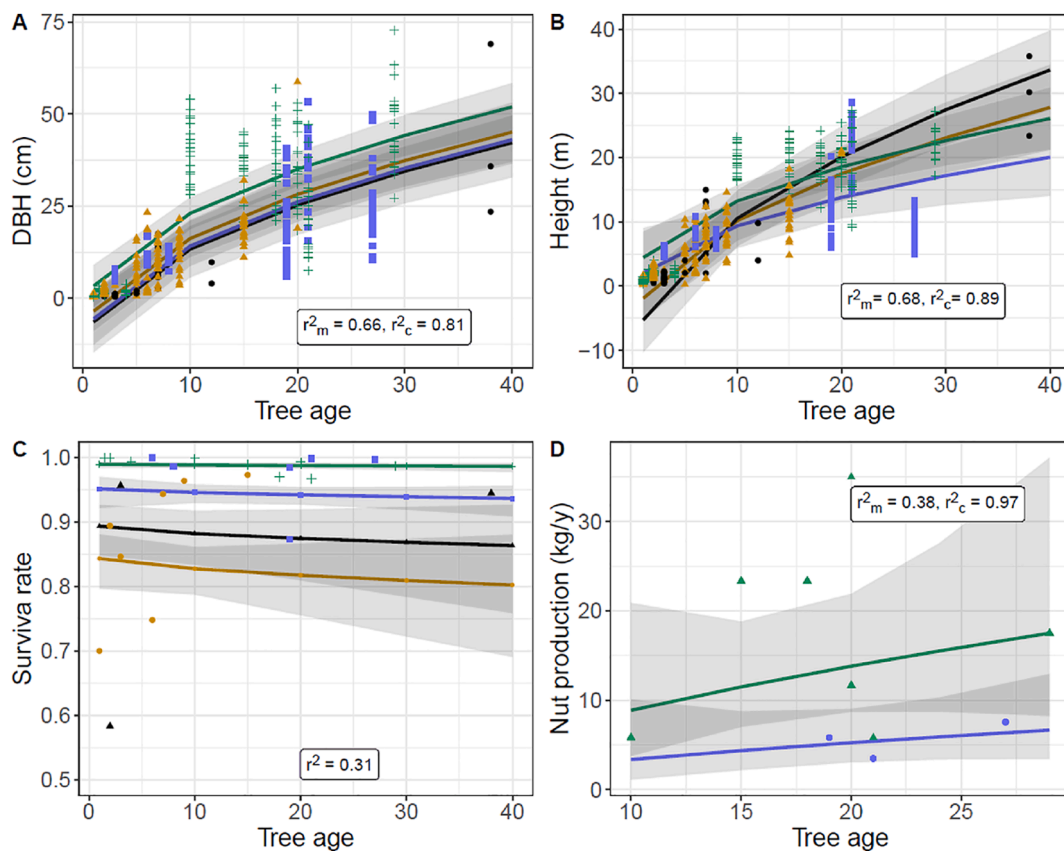 A
DBH (cm)
75
50
25
0
r²m = 0.66, r²c = 0.81
0 10 20 30 40
Tree age
B
Height (m)
40
30
20
10
0
−10
r²m = 0.68, r²c = 0.89
0 10 20 30 40
Tree age
C
Surviva rate
1.0
0.9
0.8
0.7
0.6
0.5
r² = 0.31
0 10 20 30 40
Tree age
D
Nut production (kg/y)
30
20
10
0
r²m = 0.38, r²c = 0.97
10 15 20 25
Tree age